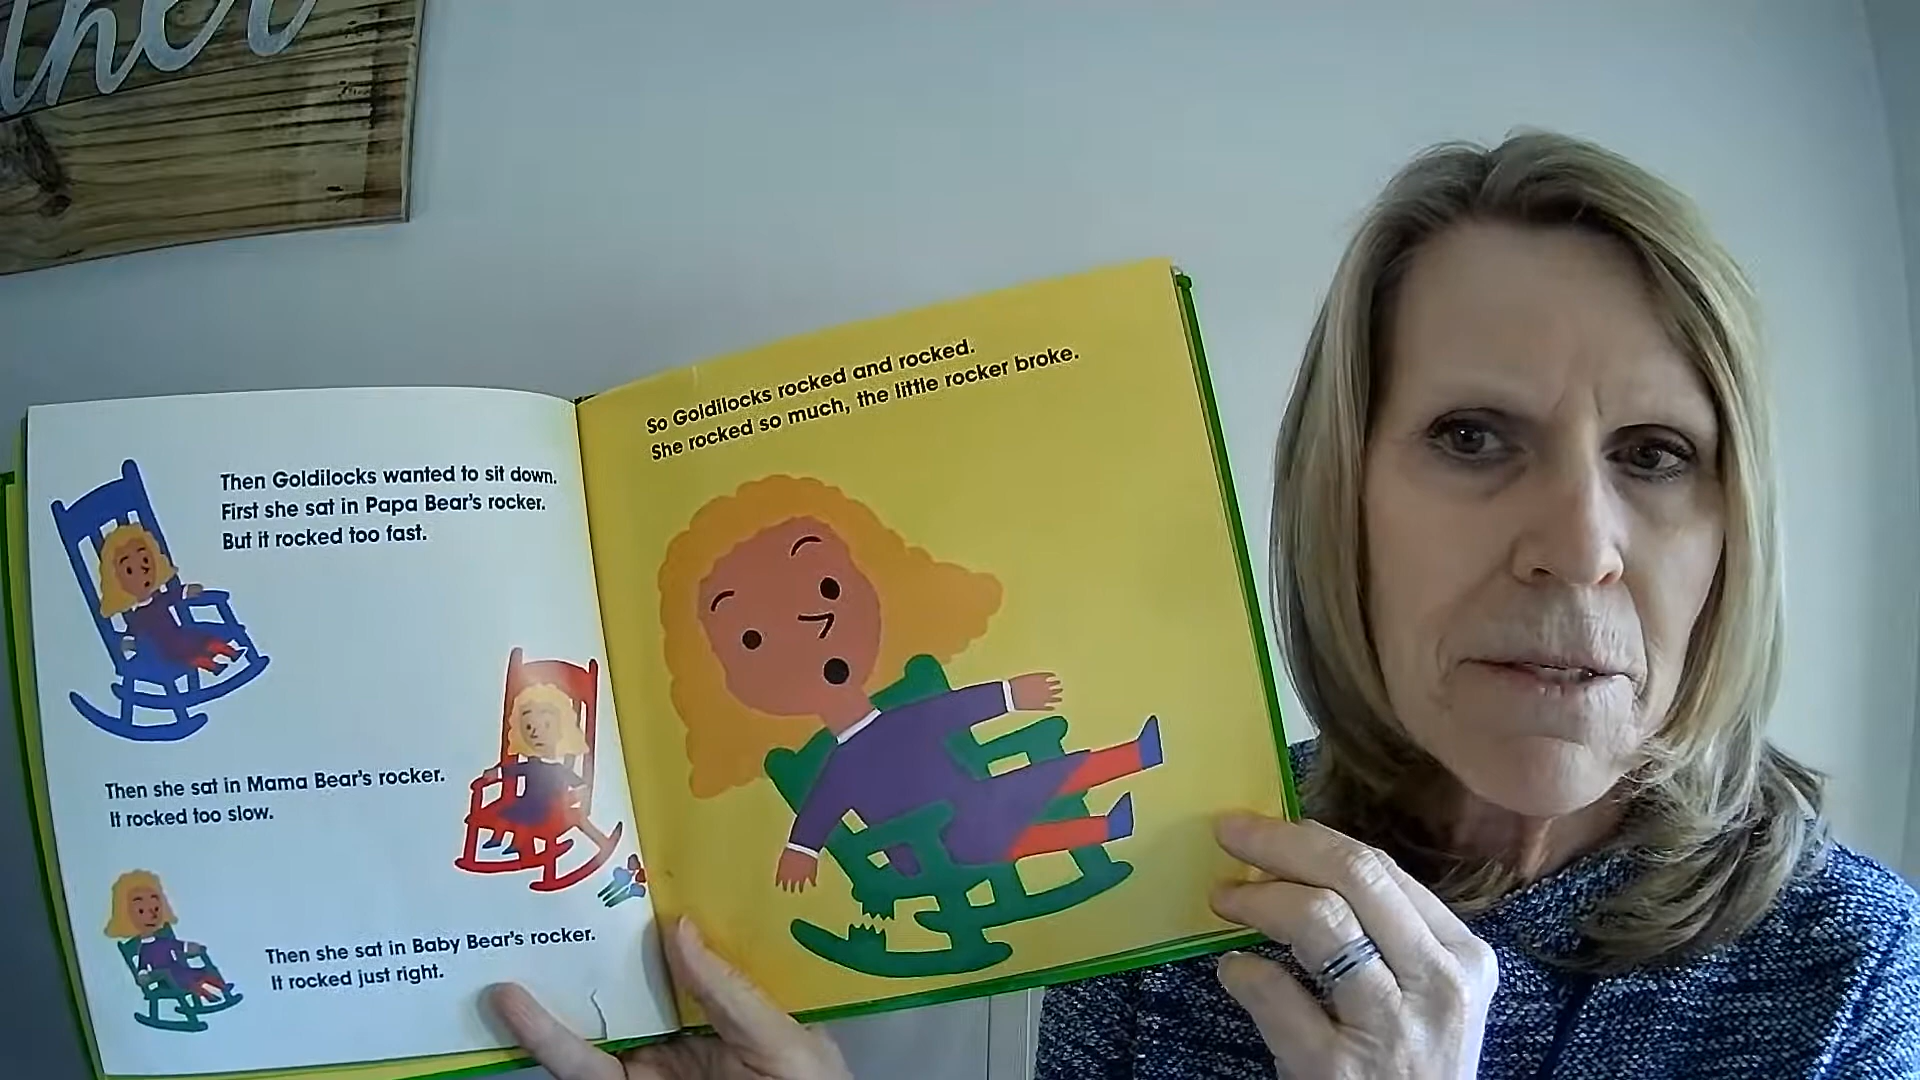 ther
Then Goldilocks wanted to sit down.
First she sat in Papa Bear's rocker.
But it rocked too fast.
Then she sat in Mama Bear's rocker.
It rocked too slow.
Then she sat in Baby Bear's rocker.
It rocked just right.
So Goldilocks rocked and rocked.
She rocked so much, the little rocker broke.